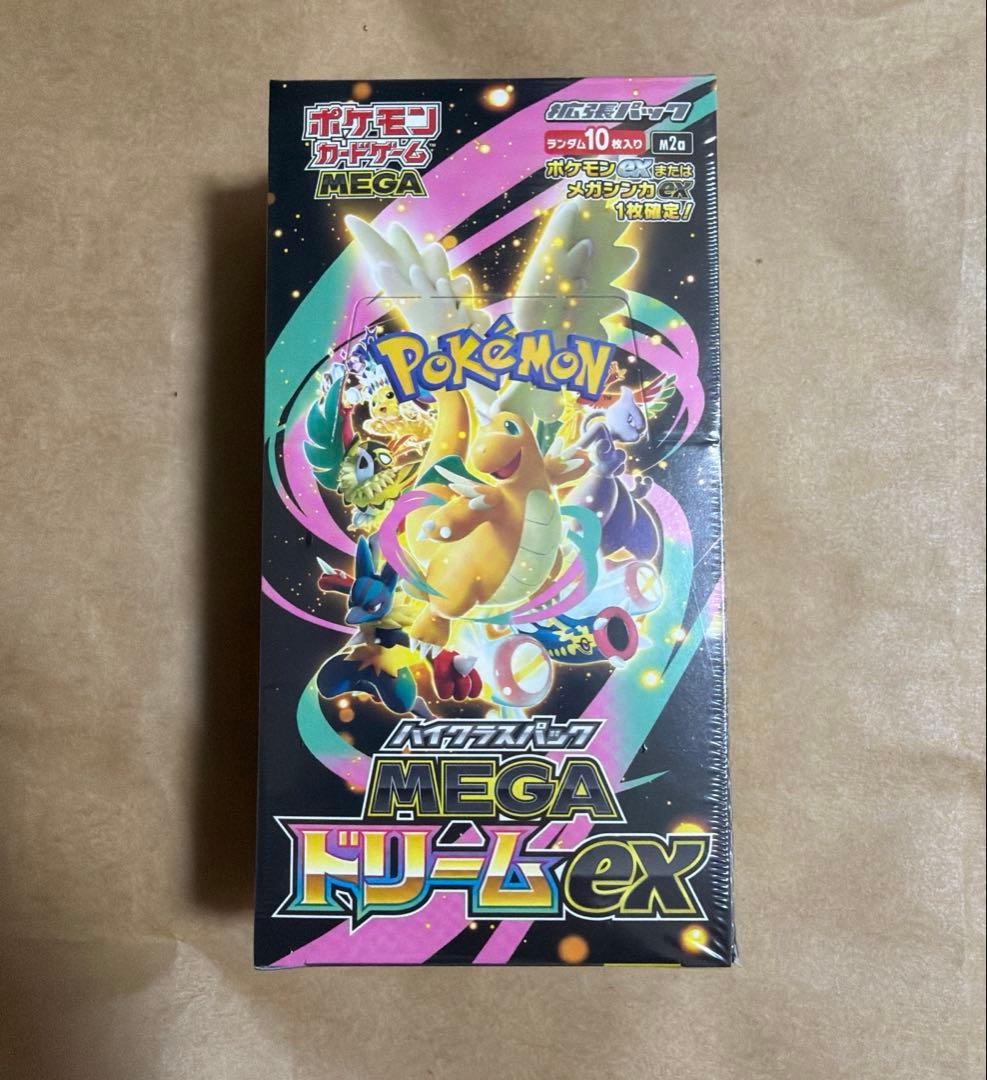 ポケモン
カードゲーム
MEGA
拡張パック
ランダム10枚入り M2a
ポケモンexまたは
メガシンカex
1枚確定!
POKéMON
TM
ハイクラスパック
MEGA
ドリームex